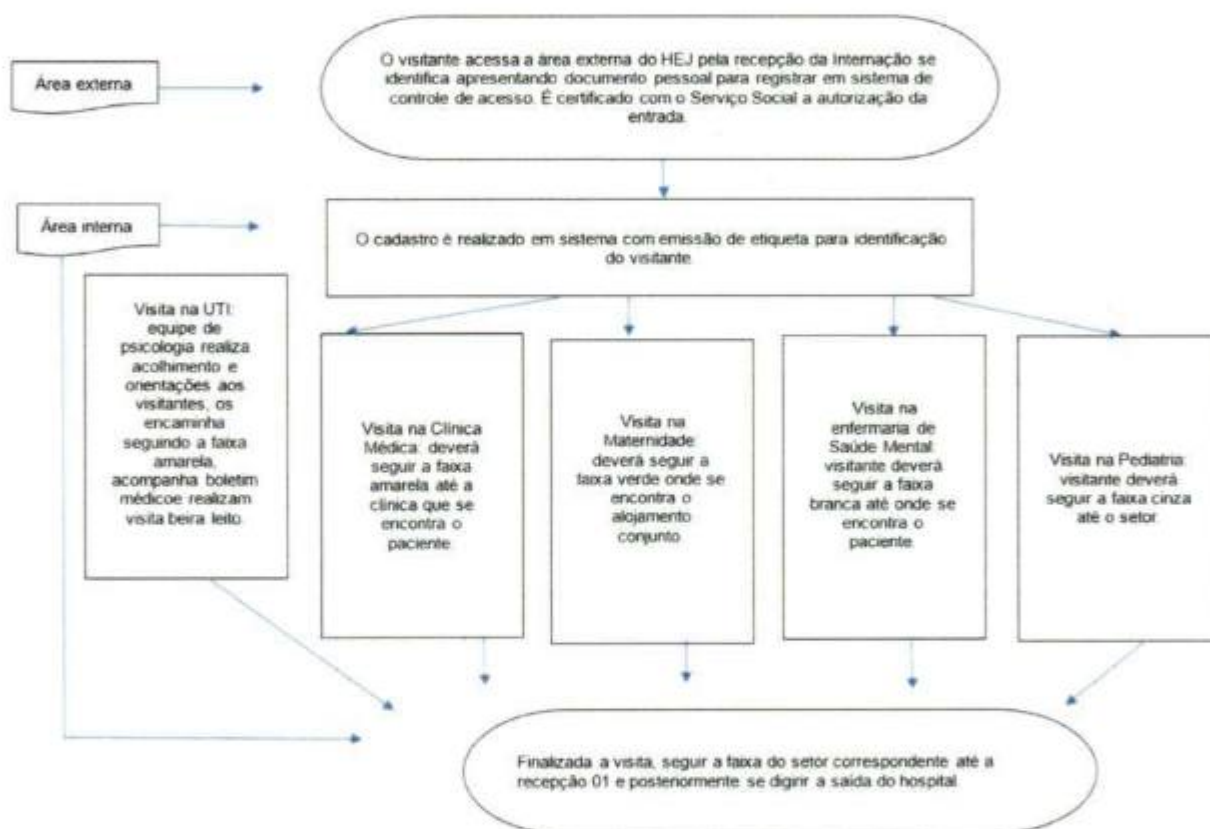 Área externa
O visitante acessa a área externa do HEJ pela recepção da Internação se
identifica apresentando documento pessoal para registrar em sistema de
controle de acesso. É certificado com o Serviço Social a autorização da
entrada.
Área interna
O cadastro é realizado em sistema com emissão de etiqueta para identificação
do visitante.
Visita na UTI:
equipe de
psicologia realiza
acolhimento e
orientações aos
visitantes, os
encaminha
seguindo a faixa
amarela,
acompanha boletim
médicoe realizam
visita beira leito.
Visita na Clínica
Médica: deverá
seguir a faixa
amarela até a
clínica que se
encontra o
paciente.
Visita na
Maternidade
deverá seguir a
faixa verde onde se
encontra o
alojamento
conjunto.
Visita na
enfermaria de
Saúde Mental:
visitante deverá
seguir a faixa
branca até onde se
encontra o
paciente.
Visita na Pediatria:
visitante deverá
seguir a faixa cinza
até o setor.
Finalizada a visita, seguir a faixa do setor correspondente até a
recepção 01 e posteriormente se digirir a saída do hospital.